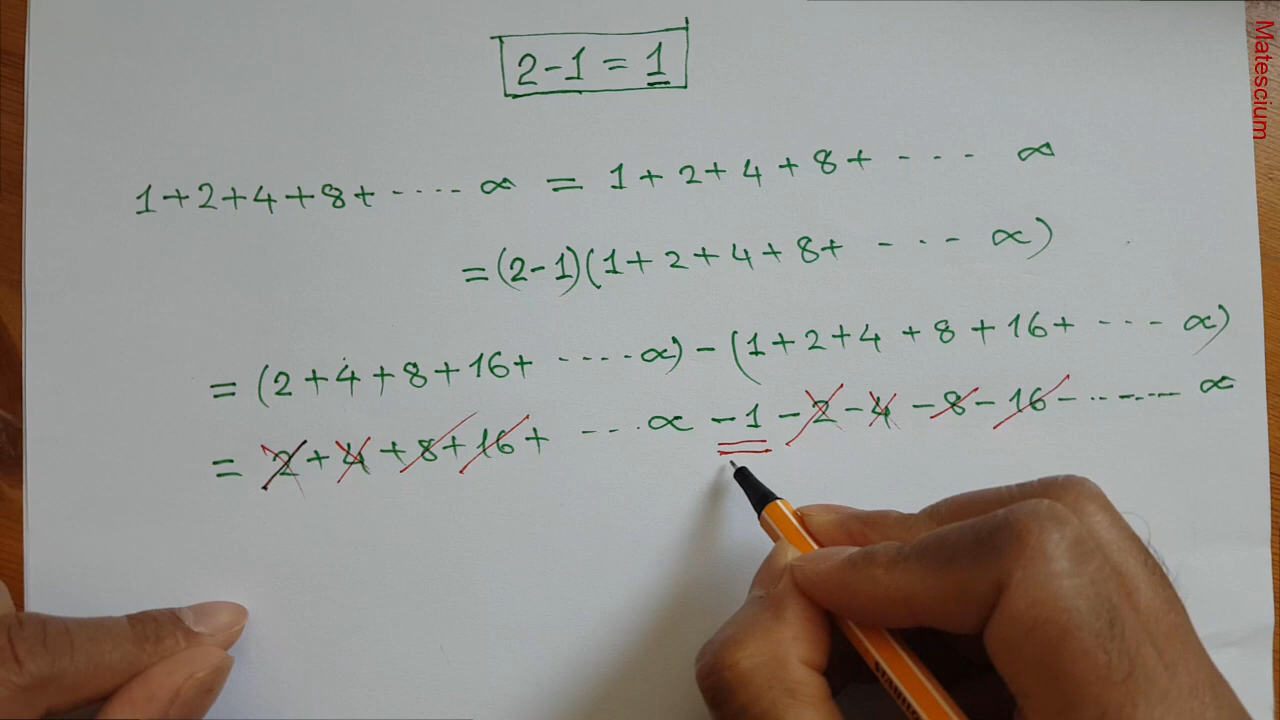 2-1 = 1
1+2+4+8+ ····· ∝ = 1+2+4+8+ ···· ∝
=(2-1)(1+2+4+8+ ···· ∝)
= (2+4+8+16+ ····· ∝) - (1+2+4+8+16+ ···· ∝)
= 2+4+8+16+ ···· ∝ -1-2-4-8-16-······· ∝
Matescium